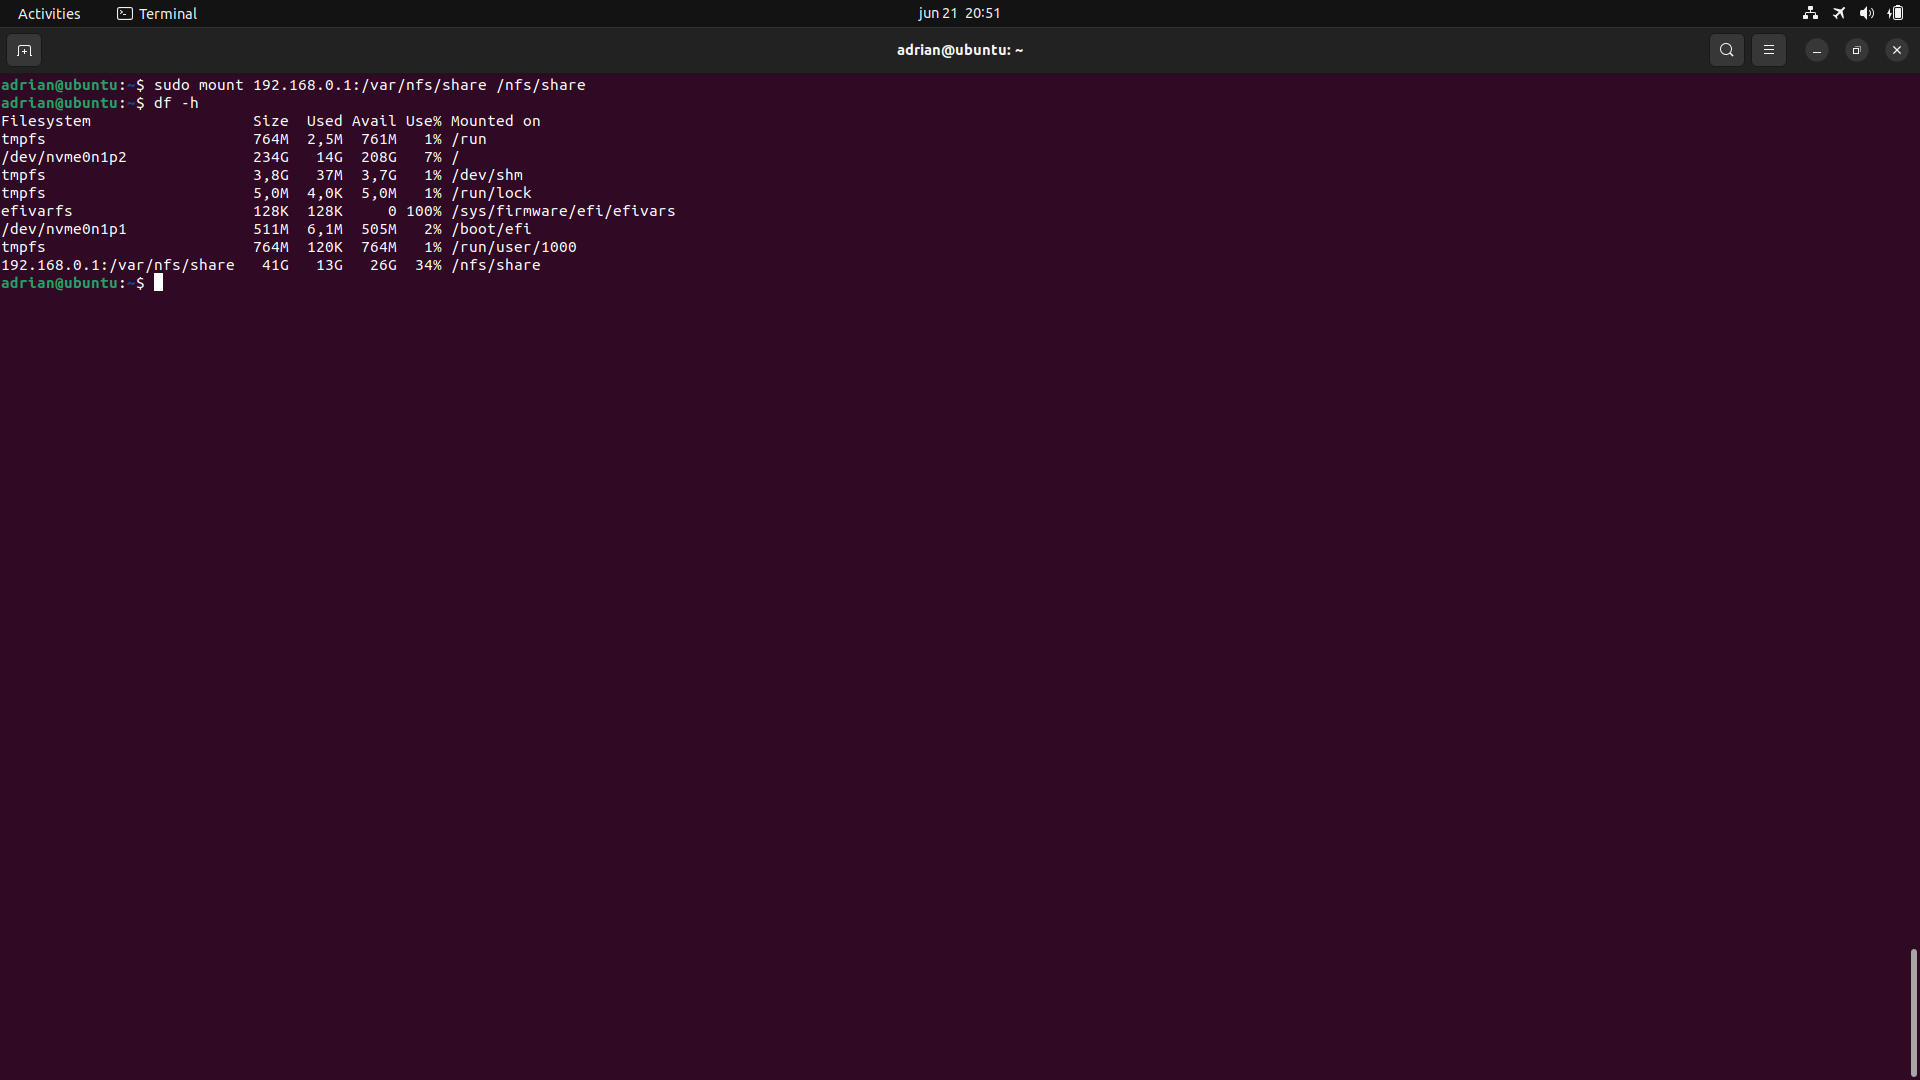 Activities Terminal jun 21 20:51
adrian@ubuntu: ~
adrian@ubuntu:~$ sudo mount 192.168.0.1:/var/nfs/share /nfs/share
adrian@ubuntu:~$ df -h
Filesystem Size Used Avail Use% Mounted on
tmpfs 764M 2,5M 761M 1% /run
/dev/nvme0n1p2 234G 14G 208G 7% /
tmpfs 3,8G 37M 3,7G 1% /dev/shm
tmpfs 5,0M 4,0K 5,0M 1% /run/lock
efivarfs 128K 128K 0 100% /sys/firmware/efi/efivars
/dev/nvme0n1p1 511M 6,1M 505M 2% /boot/efi
tmpfs 764M 120K 764M 1% /run/user/1000
192.168.0.1:/var/nfs/share 41G 13G 26G 34% /nfs/share
adrian@ubuntu:~$